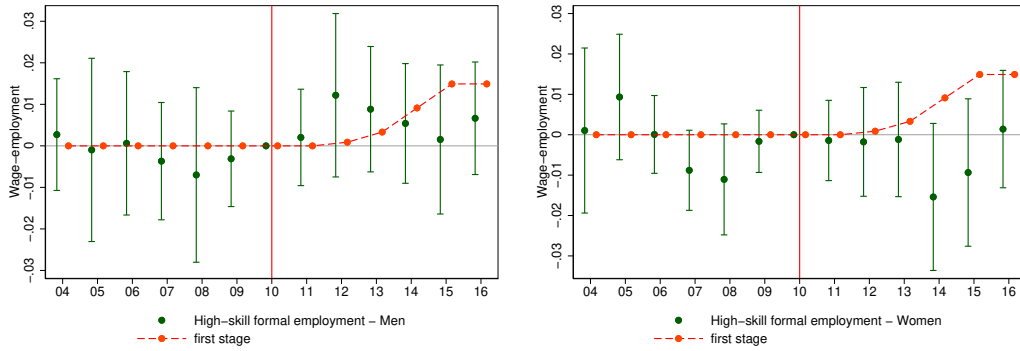 Wage−employment
.03
.02
.01
0
−.01
−.02
−.03
04 05 06 07 08 09 10 11 12 13 14 15 16
High−skill formal employment − Men
first stage
Wage−employment
.03
.02
.01
0
−.01
−.02
−.03
04 05 06 07 08 09 10 11 12 13 14 15 16
High−skill formal employment − Women
first stage